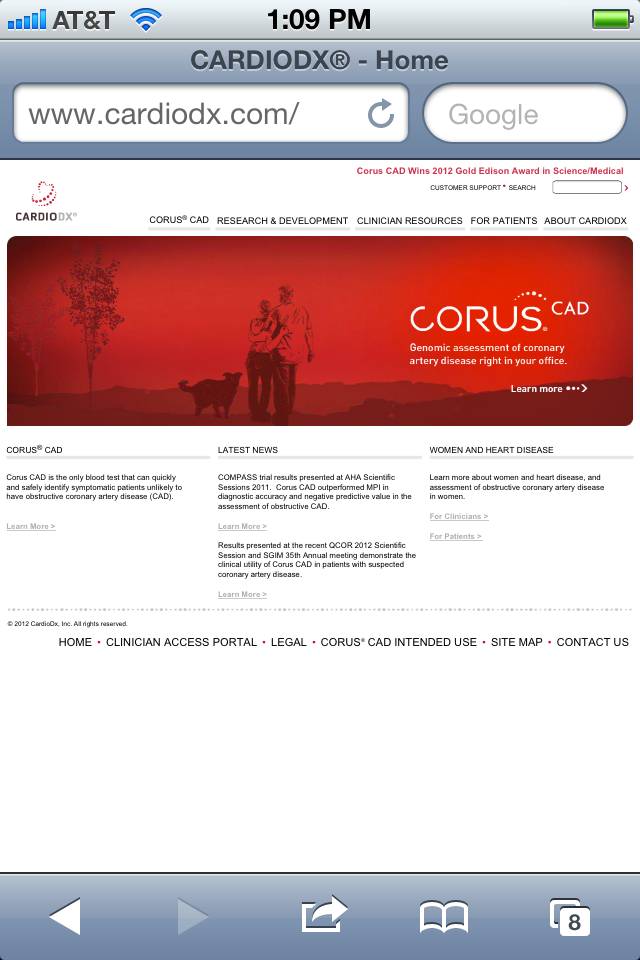 AT&T 1:09 PM
CARDIODX® - Home
www.cardiodx.com/ Google
Corus CAD Wins 2012 Gold Edison Award in Science/Medical
CUSTOMER SUPPORT • SEARCH
CARDIODX®
CORUS® CAD RESEARCH & DEVELOPMENT CLINICIAN RESOURCES FOR PATIENTS ABOUT CARDIODX
CORUS® CAD
Genomic assessment of coronary
artery disease right in your office.
Learn more
CORUS® CAD
Corus CAD is the only blood test that can quickly
and safely identify symptomatic patients unlikely to
have obstructive coronary artery disease (CAD).
Learn More >
LATEST NEWS
COMPASS trial results presented at AHA Scientific
Sessions 2011. Corus CAD outperformed MPI in
diagnostic accuracy and negative predictive value in the
assessment of obstructive CAD.
Learn More >
Results presented at the recent QCOR 2012 Scientific
Session and SGIM 35th Annual meeting demonstrate the
clinical utility of Corus CAD in patients with suspected
coronary artery disease.
Learn More >
WOMEN AND HEART DISEASE
Learn more about women and heart disease, and
assessment of obstructive coronary artery disease
in women.
For Clinicians >
For Patients >
© 2012 CardioDx, Inc. All rights reserved.
HOME • CLINICIAN ACCESS PORTAL • LEGAL • CORUS® CAD INTENDED USE • SITE MAP • CONTACT US
8